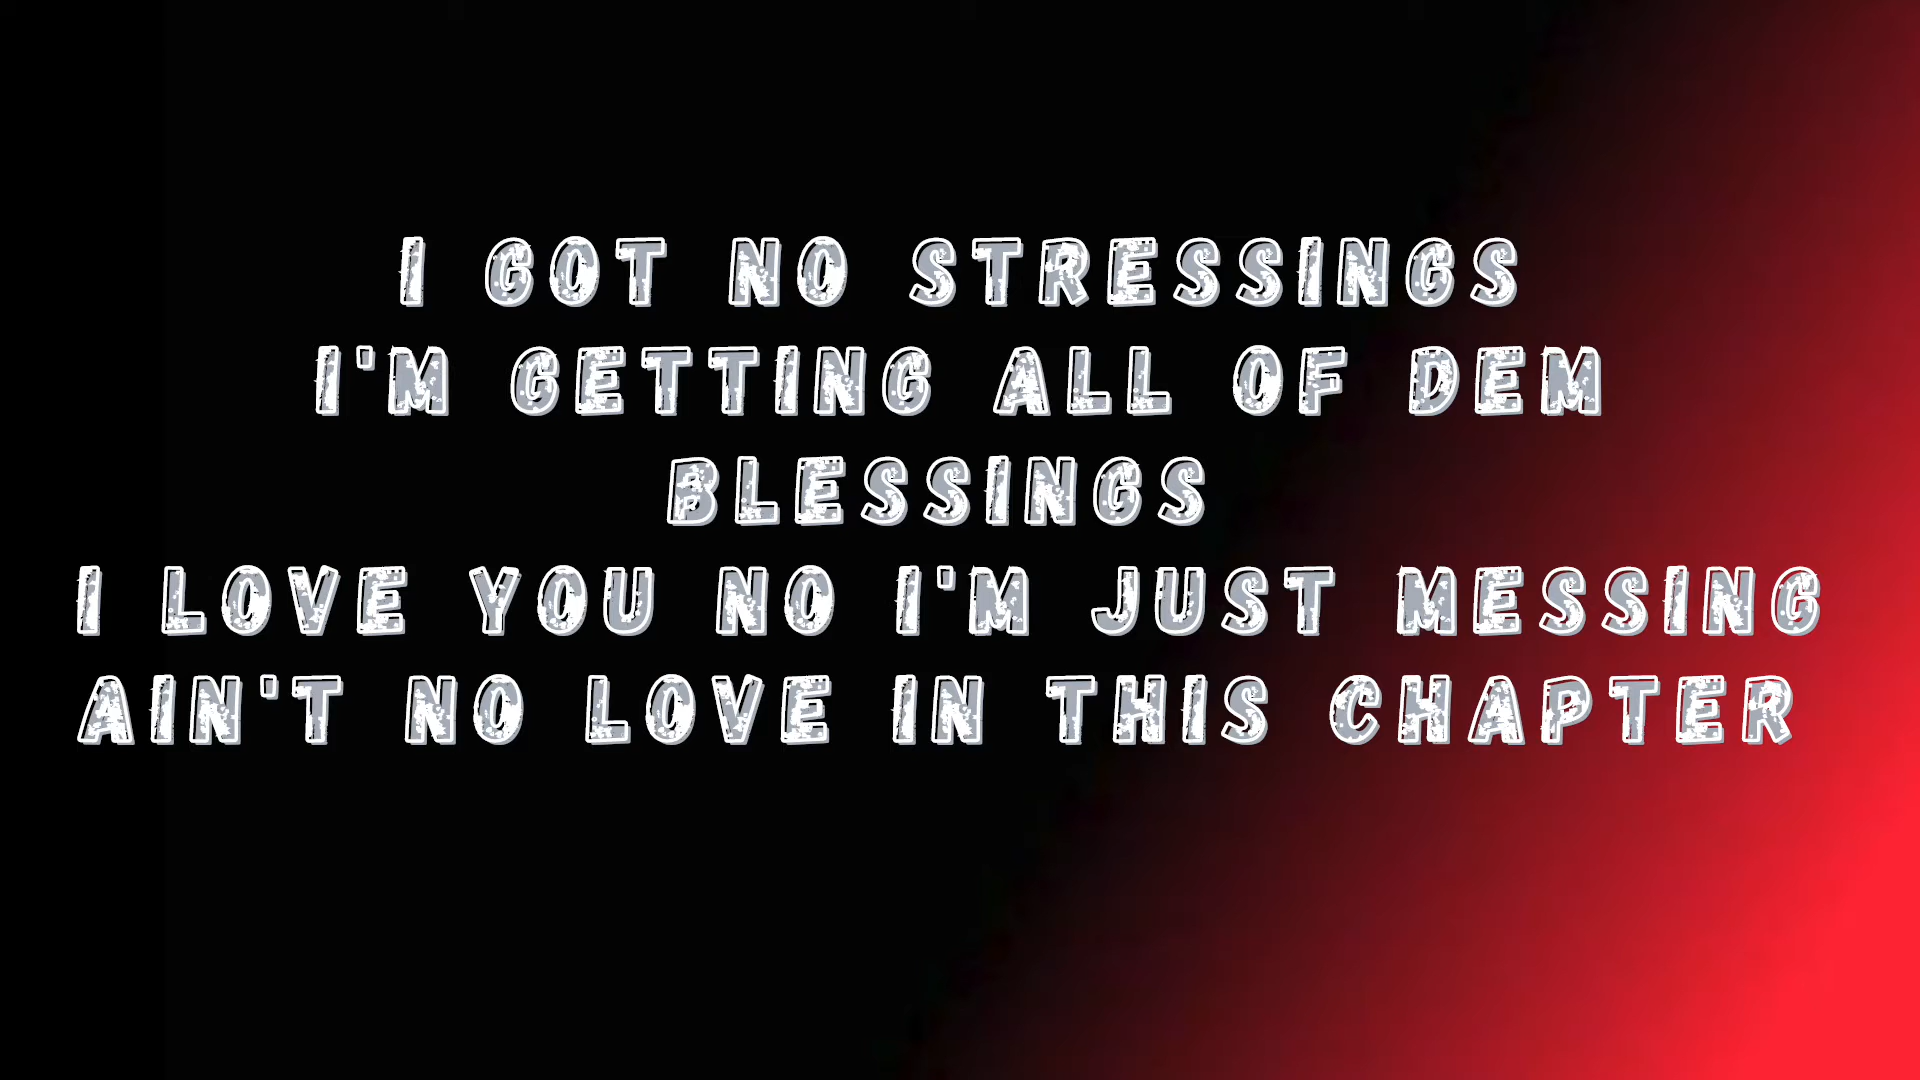 I GOT NO STRESSINGS
I'M GETTING ALL OF DEM
BLESSINGS
I LOVE YOU NO I'M JUST MESSING
AIN'T NO LOVE IN THIS CHAPTER